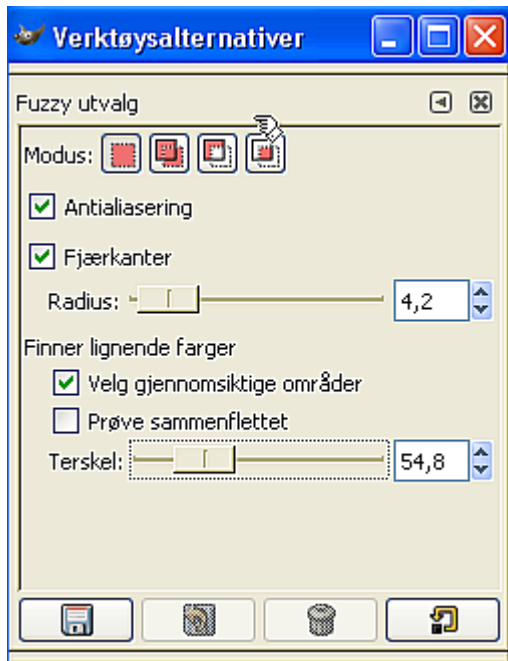 Verktøysalternativer
Fuzzy utvalg
Modus:
Antialiasering
Fjærkanter
Radius: 4,2
Finner lignende farger
Velg gjennomsiktige områder
Prøve sammenflettet
Terskel: 54,8